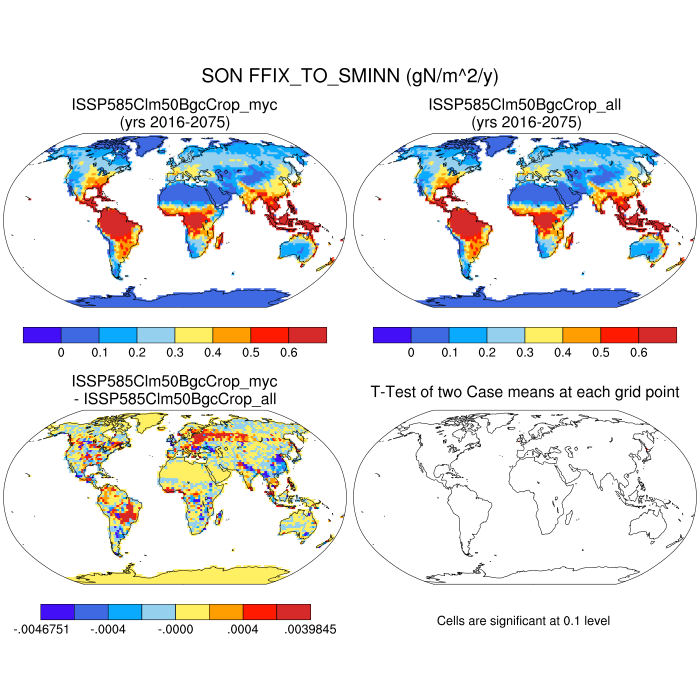 SON FFIX_TO_SMINN (gN/m^2/y)
ISSP585Clm50BgcCrop_myc
(yrs 2016-2075)
ISSP585Clm50BgcCrop_all
(yrs 2016-2075)
0 0.1 0.2 0.3 0.4 0.5 0.6
0 0.1 0.2 0.3 0.4 0.5 0.6
ISSP585Clm50BgcCrop_myc
- ISSP585Clm50BgcCrop_all
T-Test of two Case means at each grid point
-.0046751 -.0004 -.0000 .0004 .0039845
Cells are significant at 0.1 level